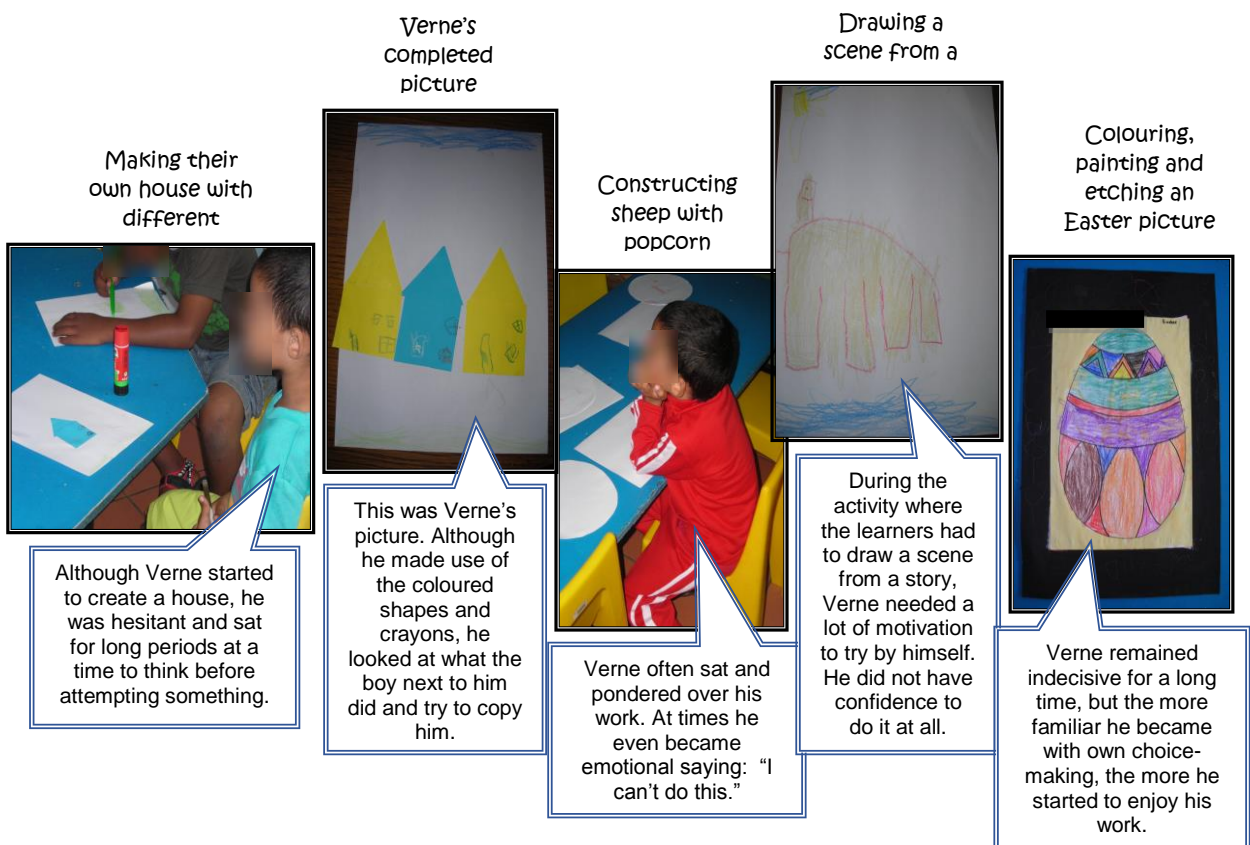 Making their
own house with
different
Although Verne started
to create a house, he
was hesitant and sat
for long periods at a
time to think before
attempting something.
Verne's
completed
picture
This was Verne's
picture. Although
he made use of
the coloured
shapes and
crayons, he
looked at what the
boy next to him
did and try to copy
him.
Constructing
sheep with
popcorn
Verne often sat and
pondered over his
work. At times he
even became
emotional saying: “I
can't do this.”
Drawing a
scene from a
During the
activity where
the learners had
to draw a scene
from a story,
Verne needed a
lot of motivation
to try by himself.
He did not have
confidence to
do it at all.
Colouring,
painting and
etching an
Easter picture
Verne remained
indecisive for a long
time, but the more
familiar he became
with own choice-
making, the more he
started to enjoy his
work.